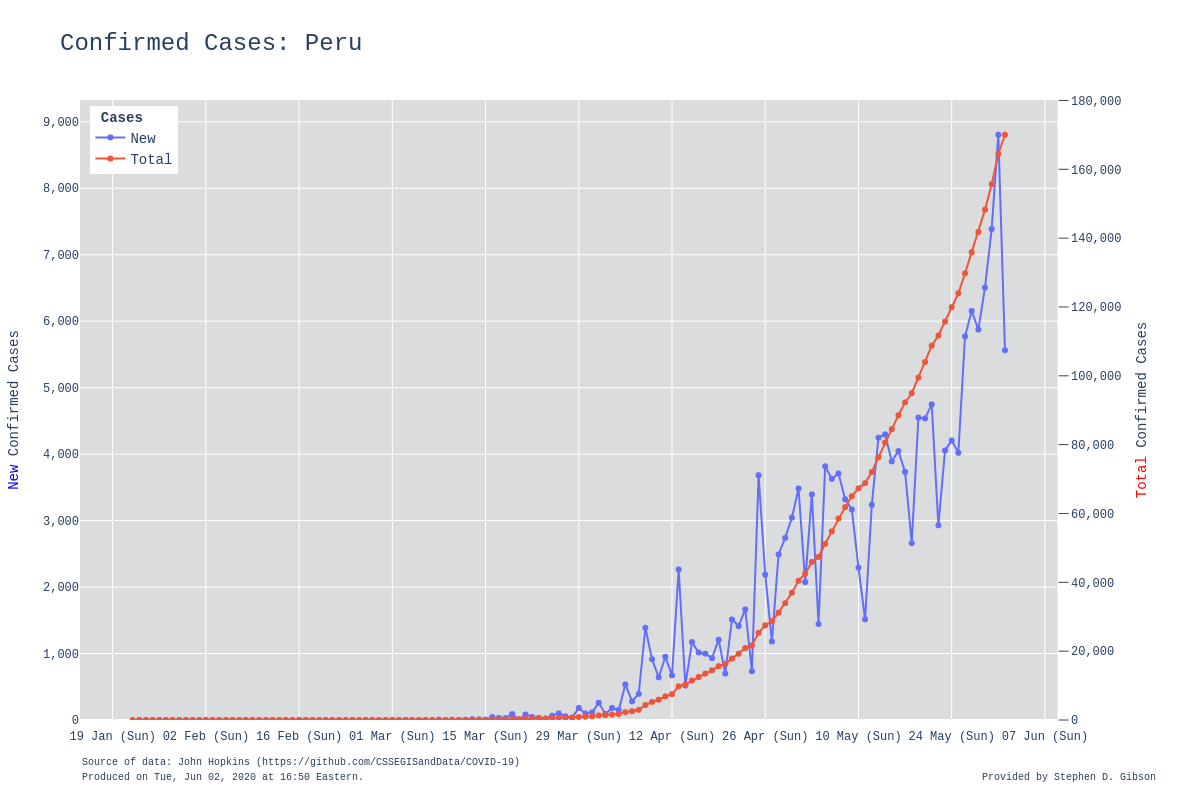 Confirmed Cases: Peru
Cases
New
Total
9,000
8,000
7,000
6,000
5,000
4,000
3,000
2,000
1,000
0
New Confirmed Cases
180,000
160,000
140,000
120,000
100,000
80,000
60,000
40,000
20,000
0
Total Confirmed Cases
19 Jan (Sun) 02 Feb (Sun) 16 Feb (Sun) 01 Mar (Sun) 15 Mar (Sun) 29 Mar (Sun) 12 Apr (Sun) 26 Apr (Sun) 10 May (Sun) 24 May (Sun) 07 Jun (Sun)
Source of data: John Hopkins (https://github.com/CSSEGISandData/COVID-19)
Produced on Tue, Jun 02, 2020 at 16:50 Eastern.
Provided by Stephen D. Gibson